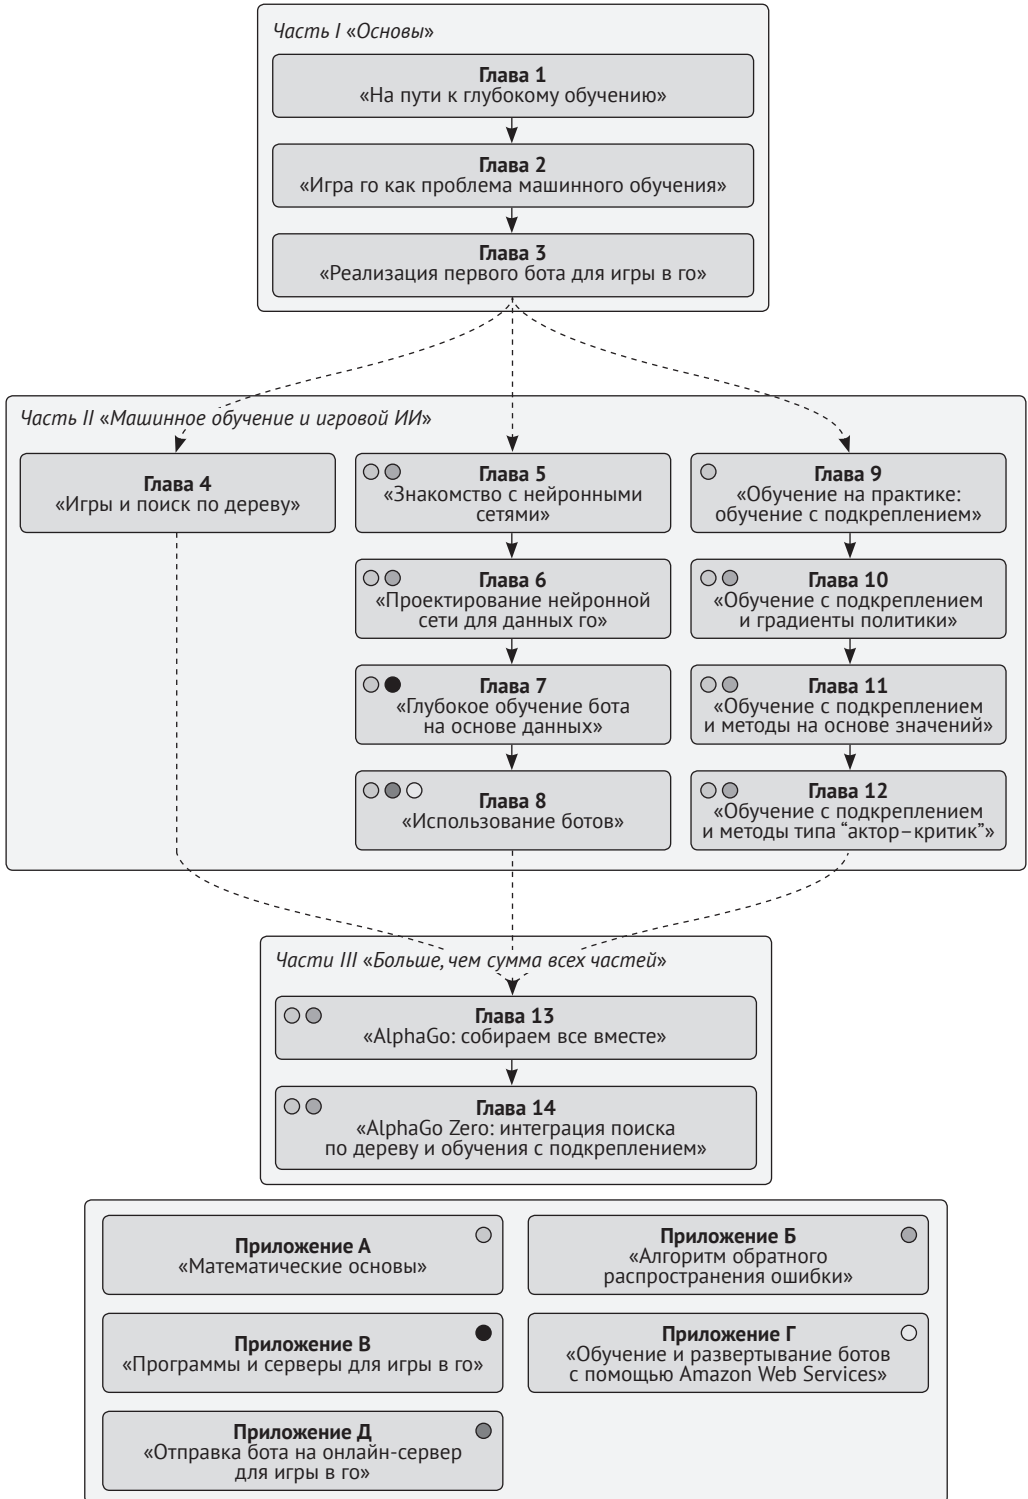 Часть I «Основы»
Глава 1
«На пути к глубокому обучению»
Глава 2
«Игра го как проблема машинного обучения»
Глава 3
«Реализация первого бота для игры в го»
Часть II «Машинное обучение и игровой ИИ»
Глава 4
«Игры и поиск по дереву»
Глава 5
«Знакомство с нейронными
сетями»
Глава 6
«Проектирование нейронной
сети для данных го»
Глава 7
«Глубокое обучение бота
на основе данных»
Глава 8
«Использование ботов»
Глава 9
«Обучение на практике:
обучение с подкреплением»
Глава 10
«Обучение с подкреплением
и градиенты политики»
Глава 11
«Обучение с подкреплением
и методы на основе значений»
Глава 12
«Обучение с подкреплением
и методы типа “актор–критик”»
Части III «Больше, чем сумма всех частей»
Глава 13
«AlphaGo: собираем все вместе»
Глава 14
«AlphaGo Zero: интеграция поиска
по дереву и обучения с подкреплением»
Приложение А
«Математические основы»
Приложение Б
«Алгоритм обратного
распространения ошибки»
Приложение В
«Программы и серверы для игры в го»
Приложение Г
«Обучение и развертывание ботов
с помощью Amazon Web Services»
Приложение Д
«Отправка бота на онлайн-сервер
для игры в го»